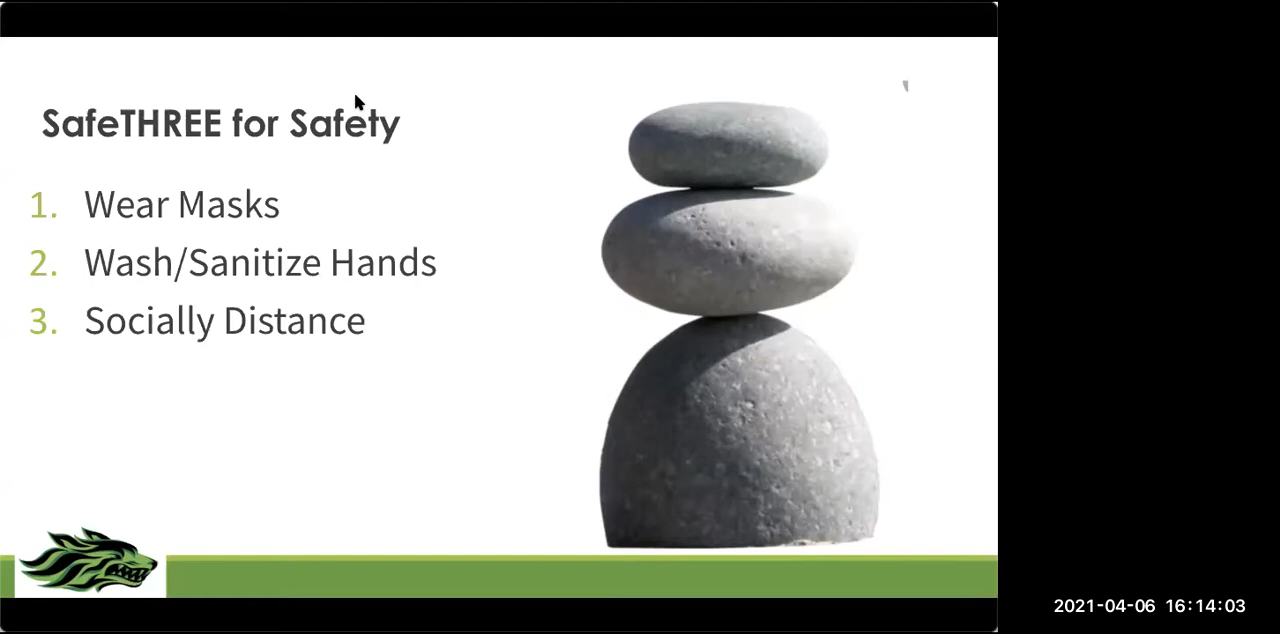 SafeTHREE for Safety
1. Wear Masks
2. Wash/Sanitize Hands
3. Socially Distance
2021-04-06 16:14:03